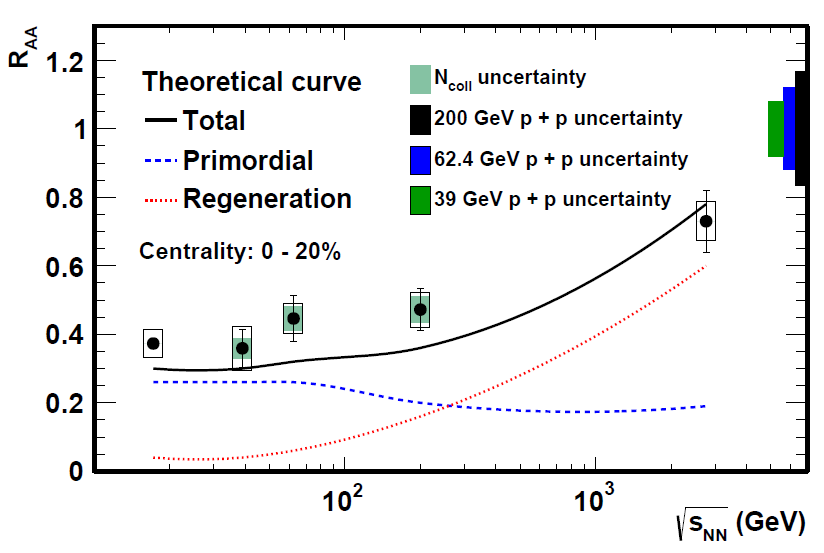 R_AA
1.2
1
0.8
0.6
0.4
0.2
0
Theoretical curve
Total
Primordial
Regeneration
N_coll uncertainty
200 GeV p + p uncertainty
62.4 GeV p + p uncertainty
39 GeV p + p uncertainty
Centrality: 0 - 20%
10^2
10^3
√s_NN (GeV)